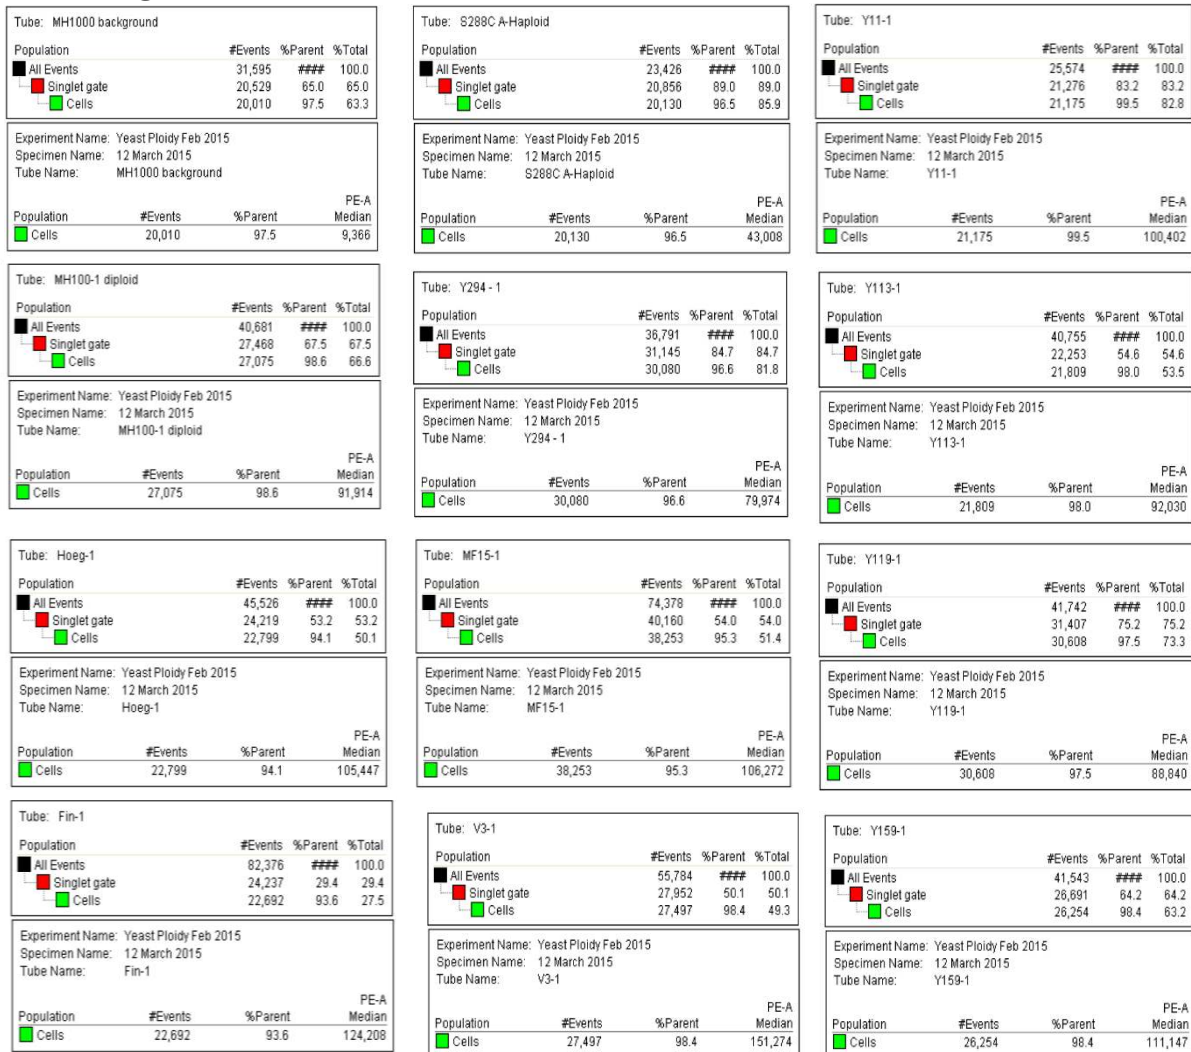 Tube: MH1000 background
Population #Events %Parent %Total
All Events 31,595 #### 100.0
Singlet gate 20,529 65.0 65.0
Cells 20,010 97.5 63.3
Experiment Name: Yeast Ploidy Feb 2015
Specimen Name: 12 March 2015
Tube Name: MH1000 background
PE-A
Population #Events %Parent Median
Cells 20,010 97.5 9,366
Tube: S288C A-Haploid
Population #Events %Parent %Total
All Events 23,426 #### 100.0
Singlet gate 20,856 89.0 89.0
Cells 20,130 96.5 85.9
Experiment Name: Yeast Ploidy Feb 2015
Specimen Name: 12 March 2015
Tube Name: S288C A-Haploid
PE-A
Population #Events %Parent Median
Cells 20,130 96.5 43,008
Tube: Y11-1
Population #Events %Parent %Total
All Events 25,574 #### 100.0
Singlet gate 21,276 83.2 83.2
Cells 21,175 99.5 82.8
Experiment Name: Yeast Ploidy Feb 2015
Specimen Name: 12 March 2015
Tube Name: Y11-1
PE-A
Population #Events %Parent Median
Cells 21,175 99.5 100,402
Tube: MH100-1 diploid
Population #Events %Parent %Total
All Events 40,681 #### 100.0
Singlet gate 27,468 67.5 67.5
Cells 27,075 98.6 66.6
Experiment Name: Yeast Ploidy Feb 2015
Specimen Name: 12 March 2015
Tube Name: MH100-1 diploid
PE-A
Population #Events %Parent Median
Cells 27,075 98.6 91,914
Tube: Y294 - 1
Population #Events %Parent %Total
All Events 36,791 #### 100.0
Singlet gate 31,145 84.7 84.7
Cells 30,080 96.6 81.8
Experiment Name: Yeast Ploidy Feb 2015
Specimen Name: 12 March 2015
Tube Name: Y294 - 1
PE-A
Population #Events %Parent Median
Cells 30,080 96.6 79,974
Tube: Y113-1
Population #Events %Parent %Total
All Events 40,755 #### 100.0
Singlet gate 22,253 54.6 54.6
Cells 21,809 98.0 53.5
Experiment Name: Yeast Ploidy Feb 2015
Specimen Name: 12 March 2015
Tube Name: Y113-1
PE-A
Population #Events %Parent Median
Cells 21,809 98.0 92,030
Tube: Hoeg-1
Population #Events %Parent %Total
All Events 45,526 #### 100.0
Singlet gate 24,219 53.2 53.2
Cells 22,799 94.1 50.1
Experiment Name: Yeast Ploidy Feb 2015
Specimen Name: 12 March 2015
Tube Name: Hoeg-1
PE-A
Population #Events %Parent Median
Cells 22,799 94.1 105,447
Tube: MF15-1
Population #Events %Parent %Total
All Events 74,378 #### 100.0
Singlet gate 40,160 54.0 54.0
Cells 38,253 95.3 51.4
Experiment Name: Yeast Ploidy Feb 2015
Specimen Name: 12 March 2015
Tube Name: MF15-1
PE-A
Population #Events %Parent Median
Cells 38,253 95.3 106,272
Tube: Y119-1
Population #Events %Parent %Total
All Events 41,742 #### 100.0
Singlet gate 31,407 75.2 75.2
Cells 30,608 97.5 73.3
Experiment Name: Yeast Ploidy Feb 2015
Specimen Name: 12 March 2015
Tube Name: Y119-1
PE-A
Population #Events %Parent Median
Cells 30,608 97.5 88,840
Tube: Fin-1
Population #Events %Parent %Total
All Events 82,376 #### 100.0
Singlet gate 24,237 29.4 29.4
Cells 22,692 93.6 27.5
Experiment Name: Yeast Ploidy Feb 2015
Specimen Name: 12 March 2015
Tube Name: Fin-1
PE-A
Population #Events %Parent Median
Cells 22,692 93.6 124,208
Tube: V3-1
Population #Events %Parent %Total
All Events 55,784 #### 100.0
Singlet gate 27,952 50.1 50.1
Cells 27,497 98.4 49.3
Experiment Name: Yeast Ploidy Feb 2015
Specimen Name: 12 March 2015
Tube Name: V3-1
PE-A
Population #Events %Parent Median
Cells 27,497 98.4 151,274
Tube: Y159-1
Population #Events %Parent %Total
All Events 41,543 #### 100.0
Singlet gate 26,691 64.2 64.2
Cells 26,254 98.4 63.2
Experiment Name: Yeast Ploidy Feb 2015
Specimen Name: 12 March 2015
Tube Name: Y159-1
PE-A
Population #Events %Parent Median
Cells 26,254 98.4 111,147